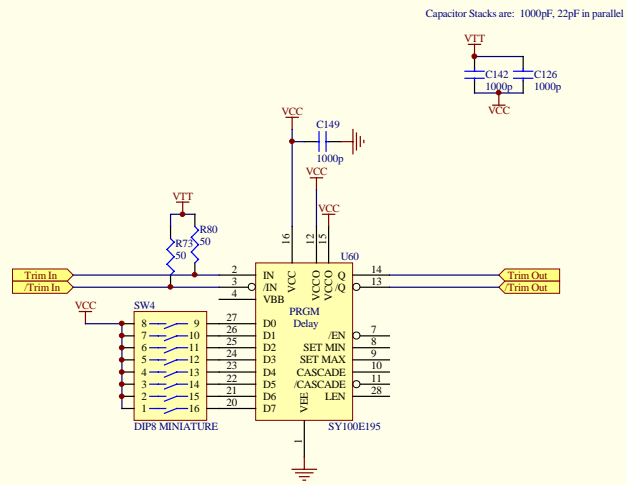 Capacitor Stacks are: 1000pF, 22pF in parallel
VTT
C142
1000p
C126
1000p
VCC
VCC
C149
1000p
VCC
VCC
VTT
R80
50
R73
50
16
12
15
U60
Trim In
/Trim In
2
3
4
IN
/IN
VBB
VCC
VCCO
VCCO
Q
/Q
14
13
Trim Out
/Trim Out
PRGM
Delay
VCC
SW4
8 9
7 10
6 11
5 12
4 13
3 14
2 15
1 16
DIP8 MINIATURE
27 D0
26 D1
25 D2
24 D3
23 D4
22 D5
21 D6
20 D7
/EN 7
SET MIN 8
SET MAX 9
CASCADE 10
/CASCADE 11
LEN 28
VEE
1
SY100E195